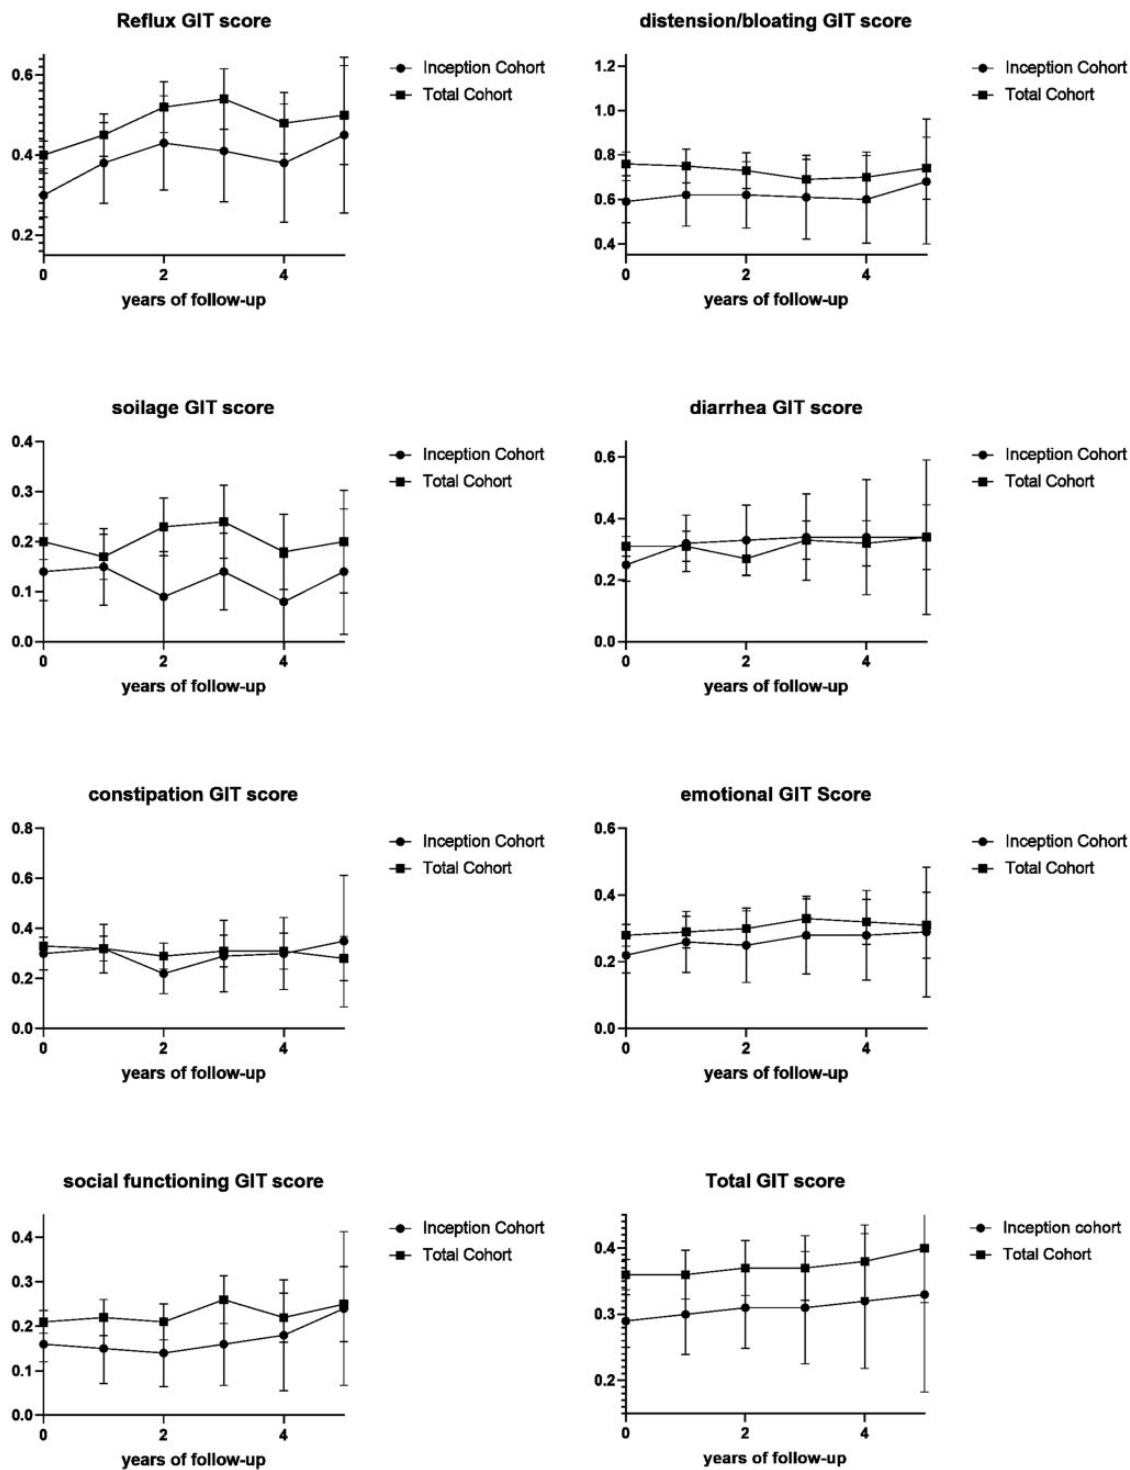 Reflux GIT score
0.6
0.4
0.2
0
2
4
years of follow-up
Inception Cohort
Total Cohort
distension/bloating GIT score
1.2
1.0
0.8
0.6
0.4
0
2
4
years of follow-up
Inception Cohort
Total Cohort
soilage GIT score
0.4
0.3
0.2
0.1
0.0
0
2
4
years of follow-up
Inception Cohort
Total Cohort
diarrhea GIT score
0.6
0.4
0.2
0.0
0
2
4
years of follow-up
Inception Cohort
Total Cohort
constipation GIT score
0.8
0.6
0.4
0.2
0.0
0
2
4
years of follow-up
Inception Cohort
Total Cohort
emotional GIT Score
0.6
0.4
0.2
0.0
0
2
4
years of follow-up
Inception Cohort
Total Cohort
social functioning GIT score
0.4
0.3
0.2
0.1
0.0
0
2
4
years of follow-up
Inception Cohort
Total Cohort
Total GIT score
0.4
0.3
0.2
0
2
4
years of follow-up
Inception cohort
Total Cohort